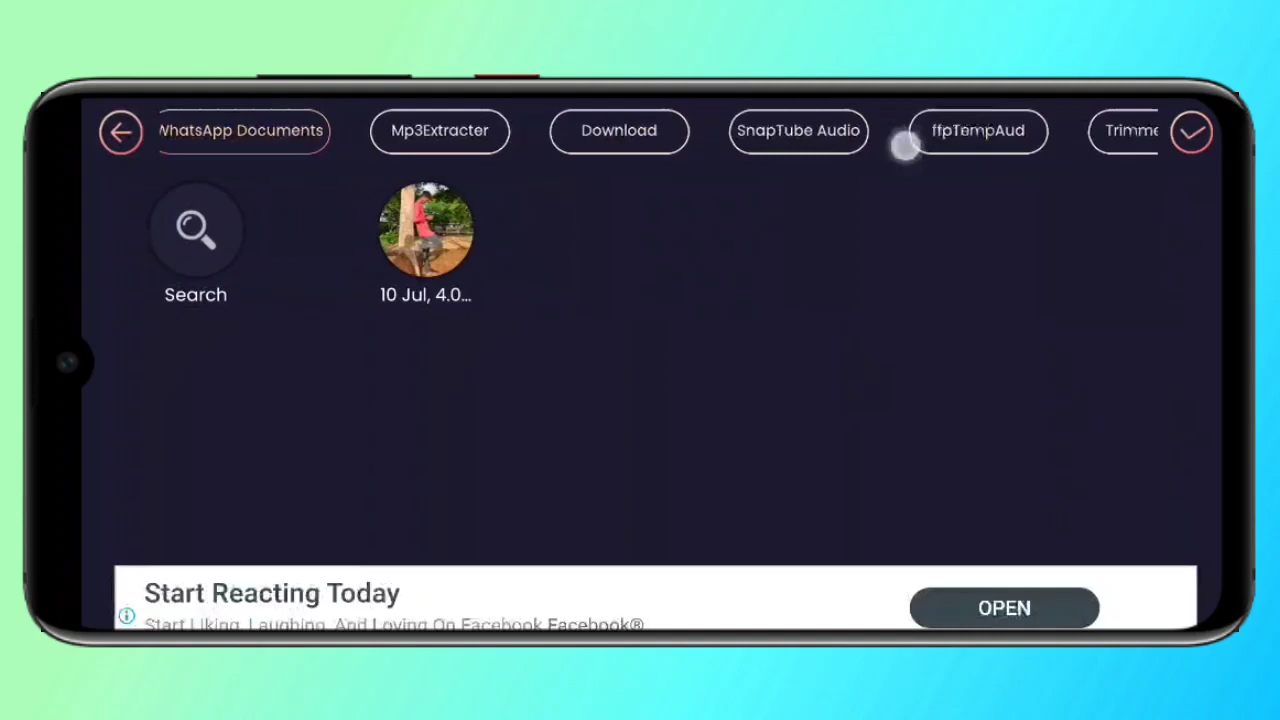 WhatsApp Documents
Mp3Extracter
Download
SnapTube Audio
ffpTempAud
Trimme
Search
10 Jul, 4.0...
Start Reacting Today
Start Liking, Laughing, And Loving On Facebook Facebook®
OPEN